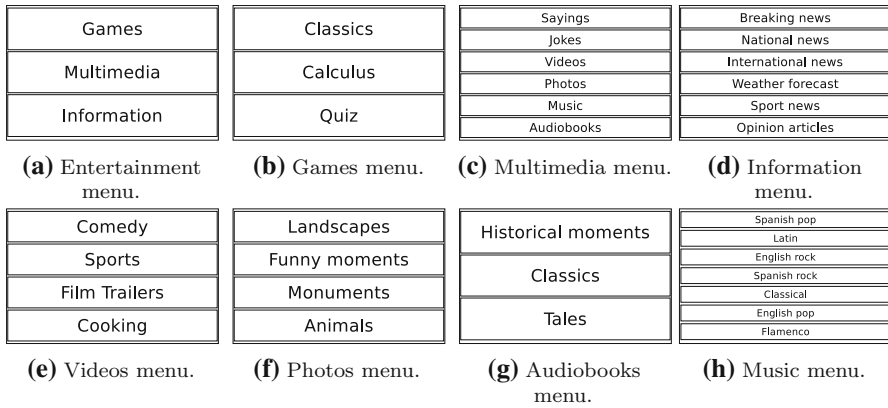 Games
Multimedia
Information
(a) Entertainment
menu.
Classics
Calculus
Quiz
(b) Games menu.
Sayings
Jokes
Videos
Photos
Music
Audiobooks
(c) Multimedia menu.
Breaking news
National news
International news
Weather forecast
Sport news
Opinion articles
(d) Information
menu.
Comedy
Sports
Film Trailers
Cooking
(e) Videos menu.
Landscapes
Funny moments
Monuments
Animals
(f) Photos menu.
Historical moments
Classics
Tales
(g) Audiobooks
menu.
Spanish pop
Latin
English rock
Spanish rock
Classical
English pop
Flamenco
(h) Music menu.